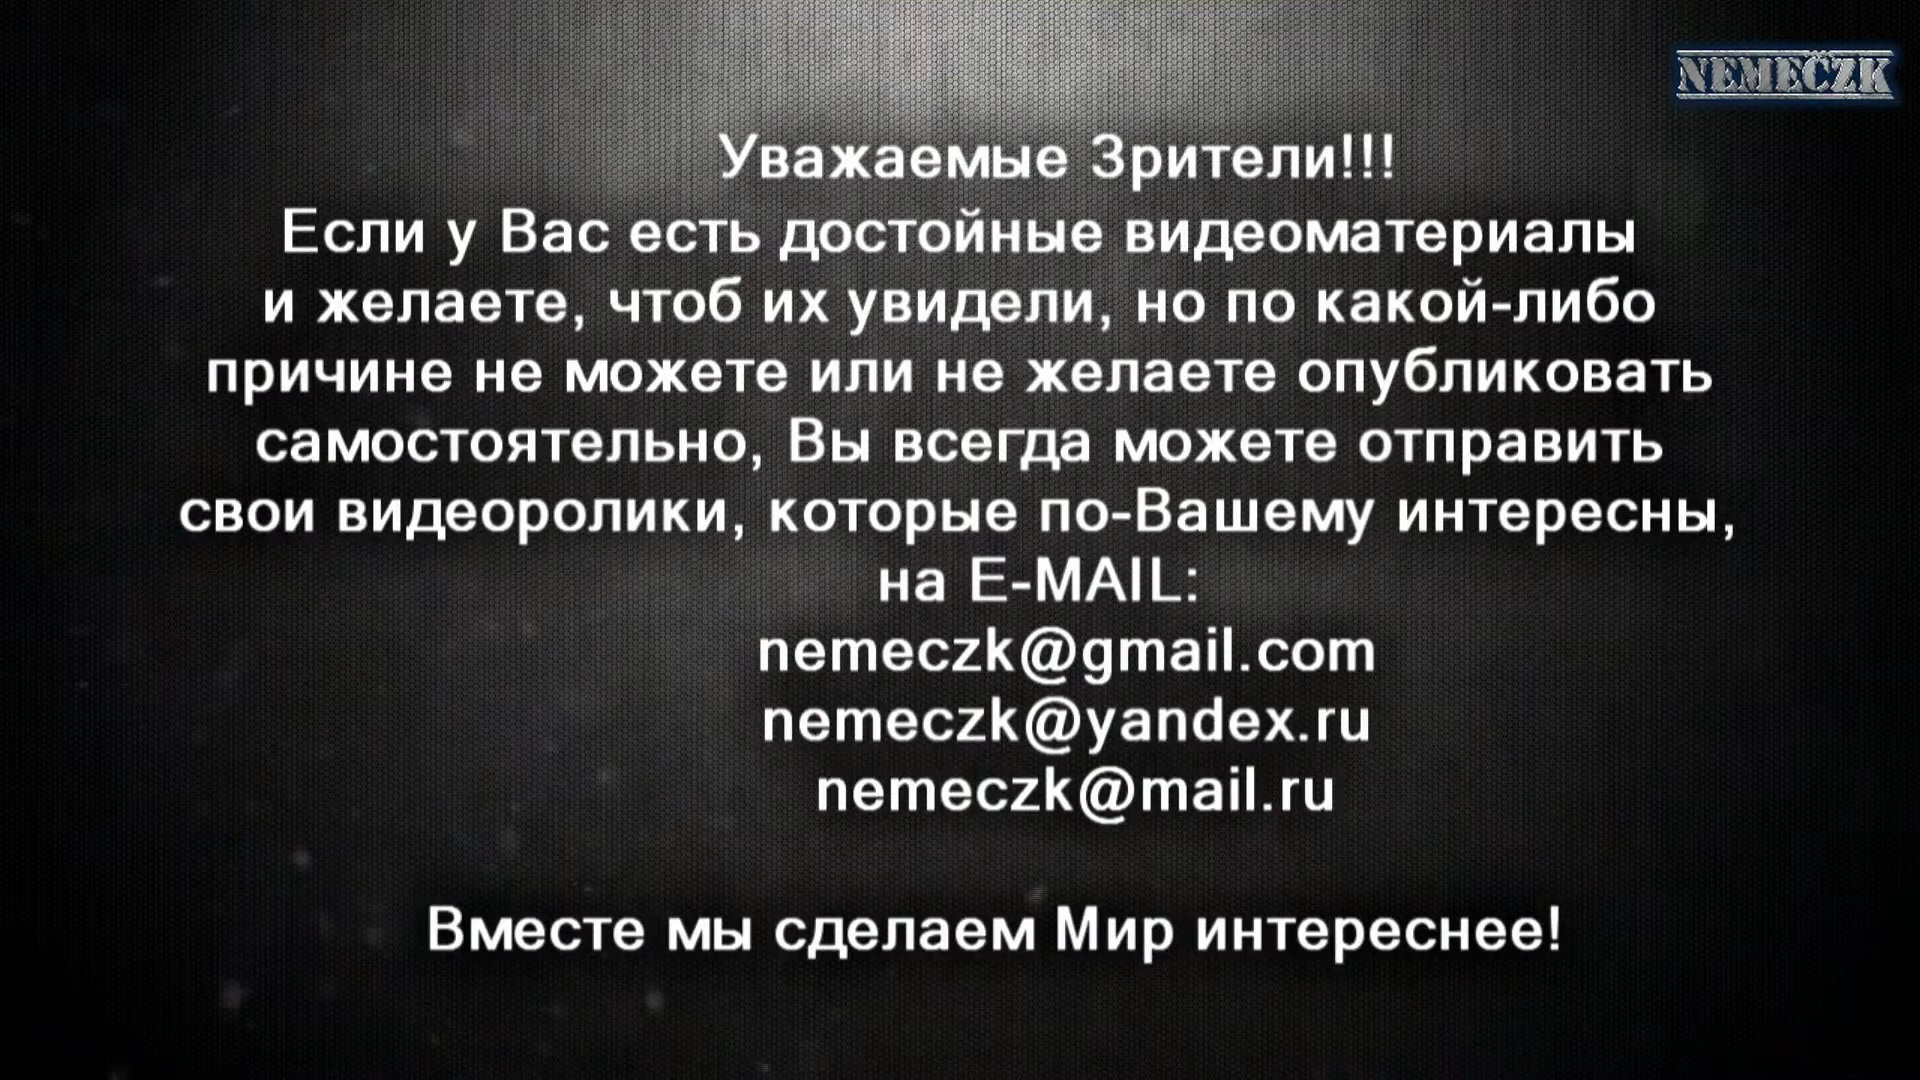 NEMEČZK
Уважаемые Зрители!!!
Если у Вас есть достойные видеоматериалы
и желаете, чтоб их увидели, но по какой-либо
причине не можете или не желаете опубликовать
самостоятельно, Вы всегда можете отправить
свои видеоролики, которые по-Вашему интересны,
на E-MAIL:
nemeczk@gmail.com
nemeczk@yandex.ru
nemeczk@mail.ru
Вместе мы сделаем Мир интереснее!